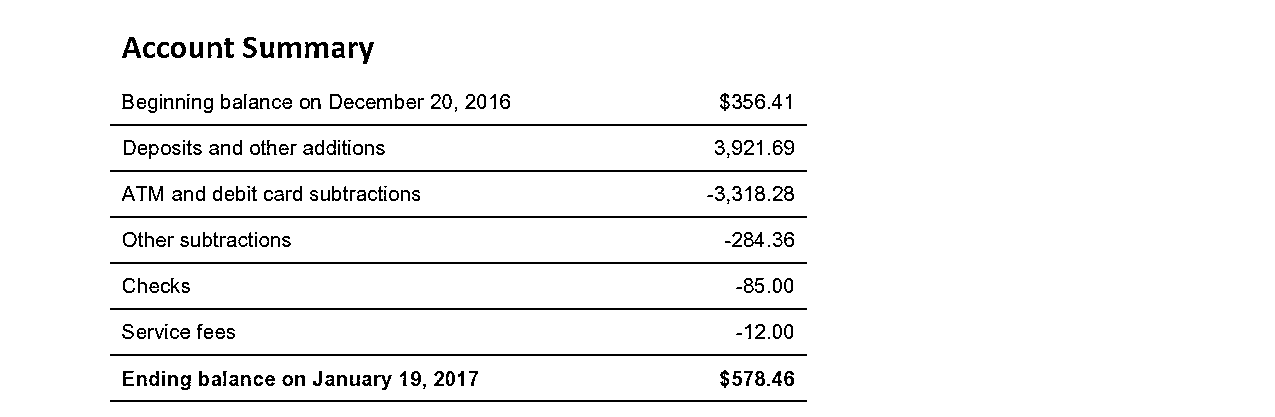 Account Summary
Beginning balance on December 20, 2016 $356.41
Deposits and other additions 3,921.69
ATM and debit card subtractions -3,318.28
Other subtractions -284.36
Checks -85.00
Service fees -12.00
Ending balance on January 19, 2017 $578.46